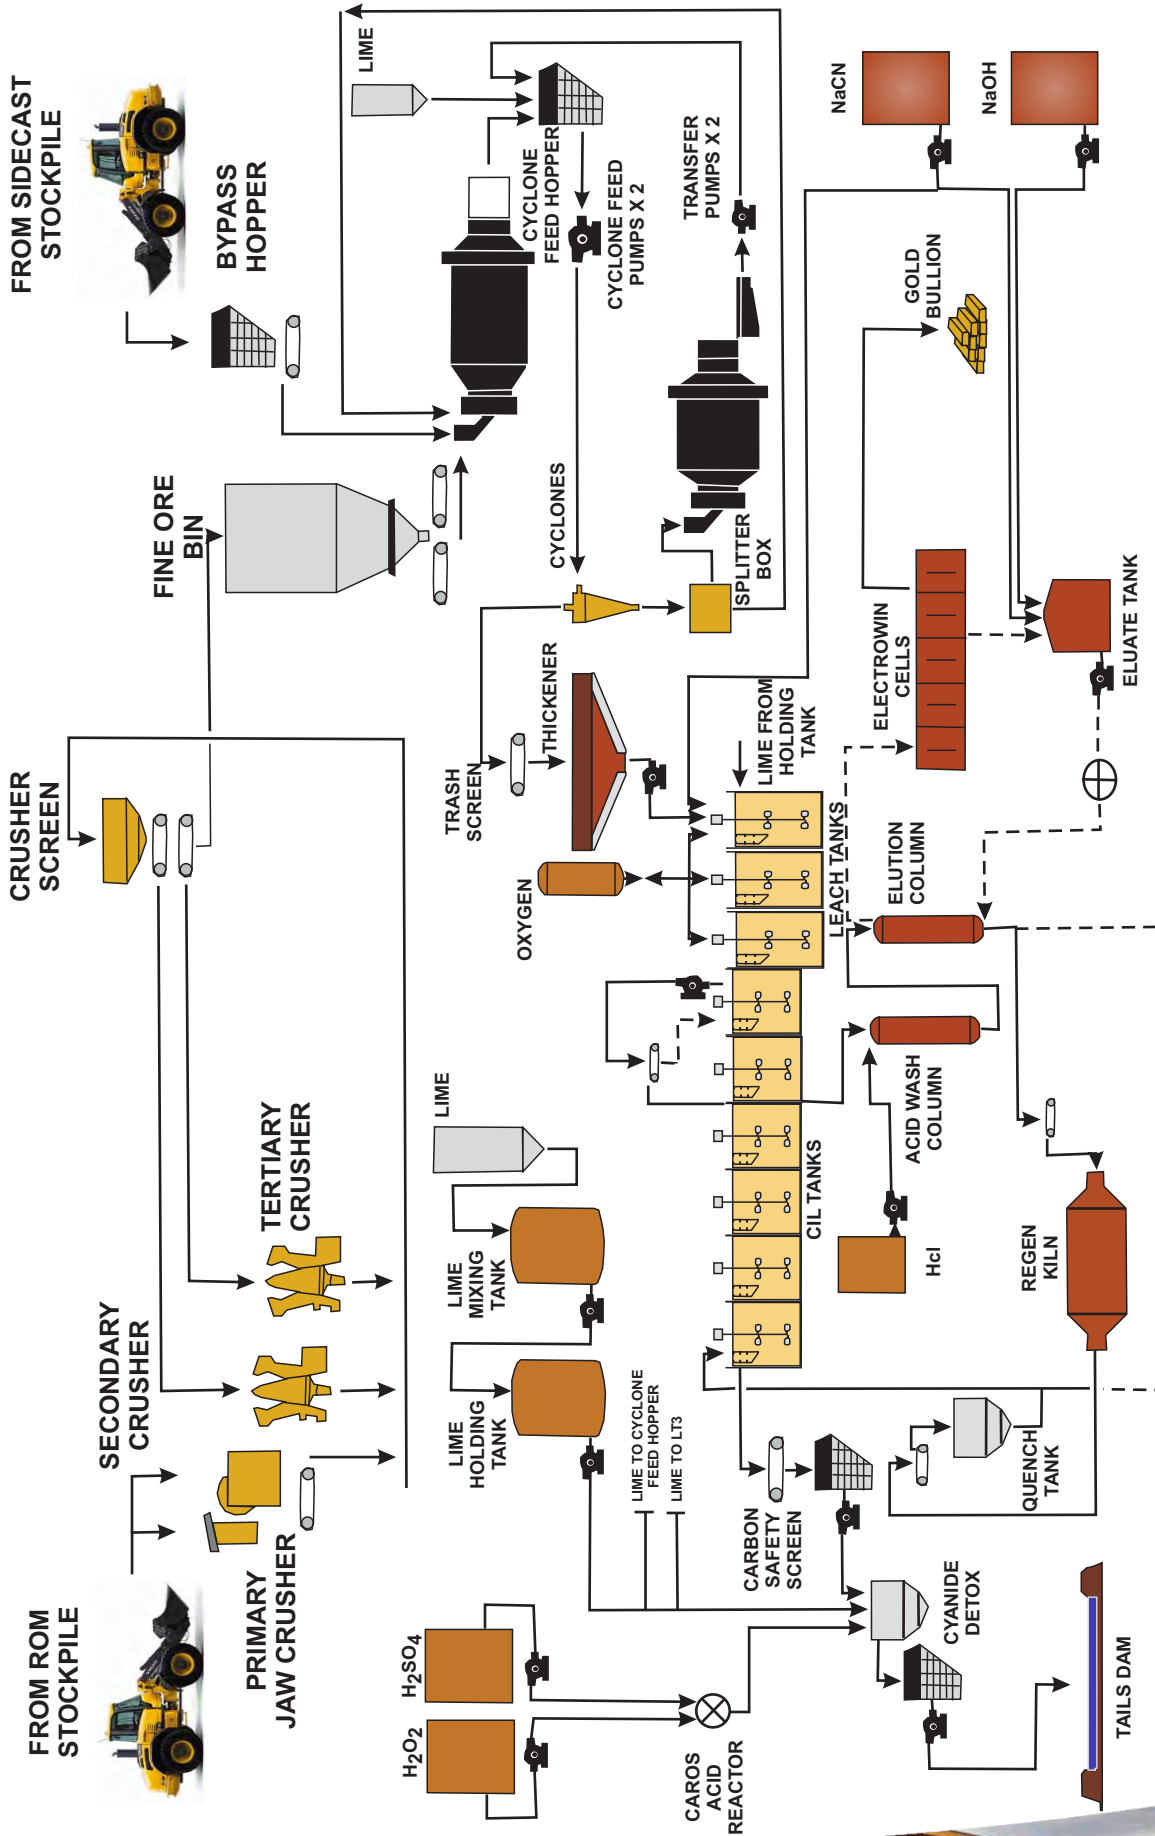 FROM ROM
STOCKPILE
PRIMARY
JAW CRUSHER
SECONDARY
CRUSHER
TERTIARY
CRUSHER
CRUSHER
SCREEN
FINE ORE
BIN
FROM SIDECAST
STOCKPILE
BYPASS
HOPPER
LIME
CYCLONE
FEED HOPPER
CYCLONE FEED
PUMPS X 2
TRANSFER
PUMPS X 2
CYCLONES
SPLITTER
BOX
TRASH
SCREEN
THICKENER
OXYGEN
LIME FROM
HOLDING
TANK
LEACH TANKS
CIL TANKS
LIME
LIME
MIXING
TANK
LIME
HOLDING
TANK
LIME TO CYCLONE
FEED HOPPER
LIME TO LT3
H₂SO₄
H₂O₂
CAROS
ACID
REACTOR
CARBON
SAFETY
SCREEN
CYANIDE
DETOX
TAILS DAM
QUENCH
TANK
REGEN
KILN
Hcl
ACID WASH
COLUMN
ELUTION
COLUMN
ELECTROWIN
CELLS
GOLD
BULLION
ELUATE TANK
NaCN
NaOH